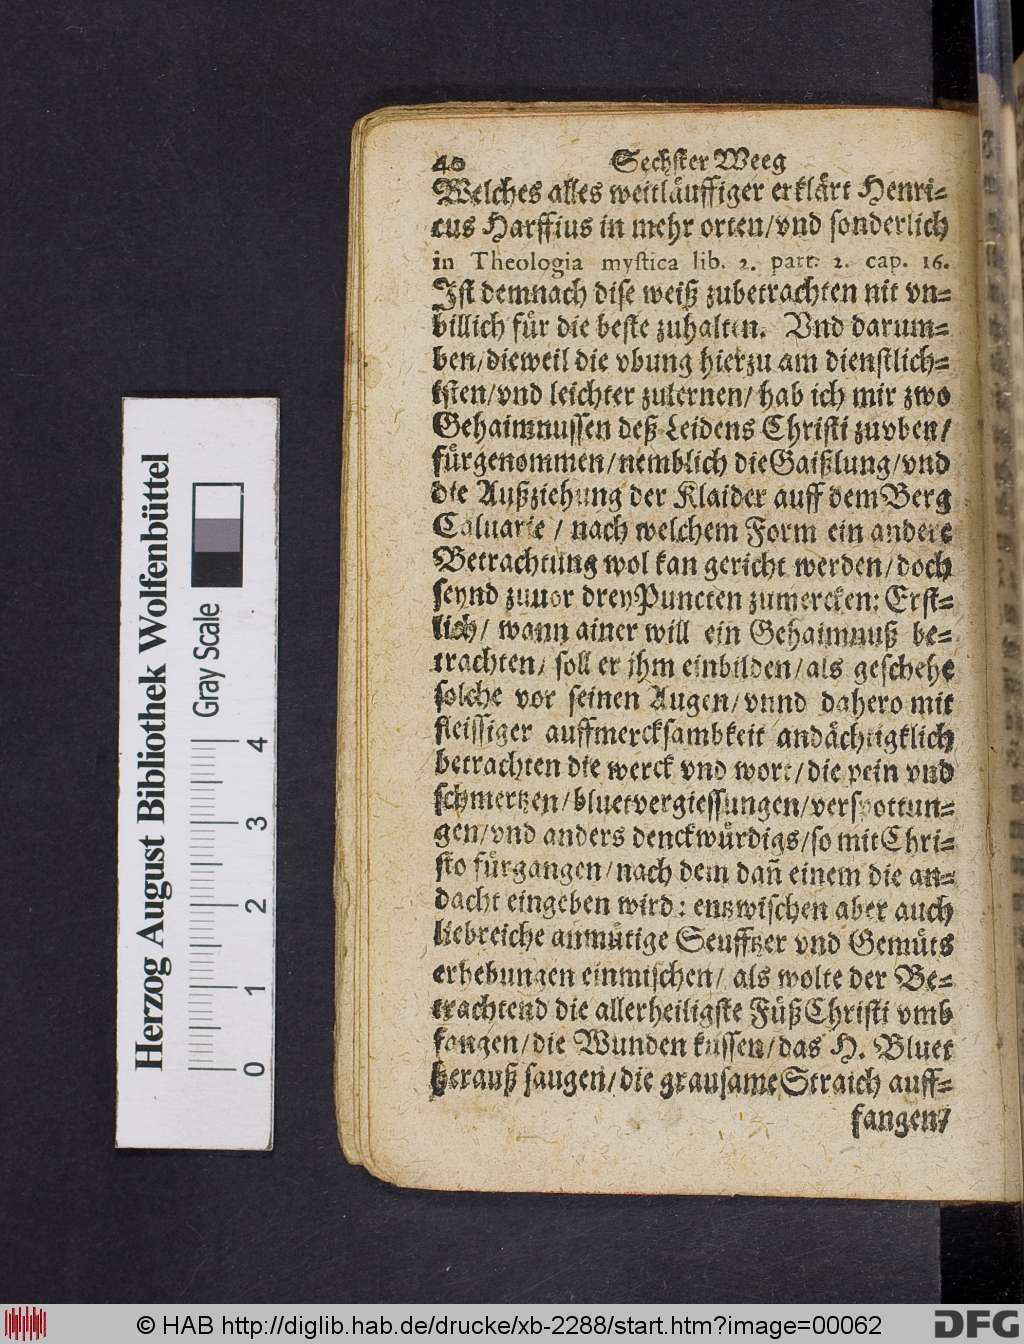 40 Sechster Weeg
Welches alles weitläuffiger erklärt Henri-
cus Harffius in mehr orten/vnd sonderlich
in Theologia mystica lib. 2. part. 2. cap. 16.
Ist demnach dise weiß zubetrachten nit vn-
billich für die beste zuhalten. Vnd darum-
ben/dieweil die vbung hierzu am dienstlich-
sten/vnd leichter zulernen/hab ich mir zwo
Gehaimnussen deß Leidens Christi zuvben/
fürgenommen/nemblich die Gaißlung/vnd
die Außziehung der Klaider auff dem Berg
Caluarie/nach welchem Form ein andere
Betrachtung wol kan gericht werden/doch
seynd zuuor drey Puncten zumercken: Erst-
lich/wann ainer will ein Gehaimnuß be-
trachten/soll er jhm einbilden/als geschehe
solche vor seinen Augen/vnnd dahero mit
fleissiger auffmercksambkeit andächtigklich
betrachten die werck vnd wort/die pein vnd
schmertzen/bluetvergiessungen/verspottun-
gen/vnd anders denckwürdigs/so mit Chri-
sto fürgangen/nach dem dañ einem die an-
dacht eingeben wird: entzwischen aber auch
liebreiche anmütige Seufftzer vnd Gemüts
erhebungen einmischen/als wolte der Be-
trachtend die allerheiligste Füß Christi vmb
fangen/die Wunden küssen/das H. Bluet
herauß saugen/die grausame Straich auff-
fangen/
Herzog August Bibliothek Wolfenbüttel
Gray Scale
0 1 2 3 4
© HAB http://diglib.hab.de/drucke/xb-2288/start.htm?image=00062
DFG